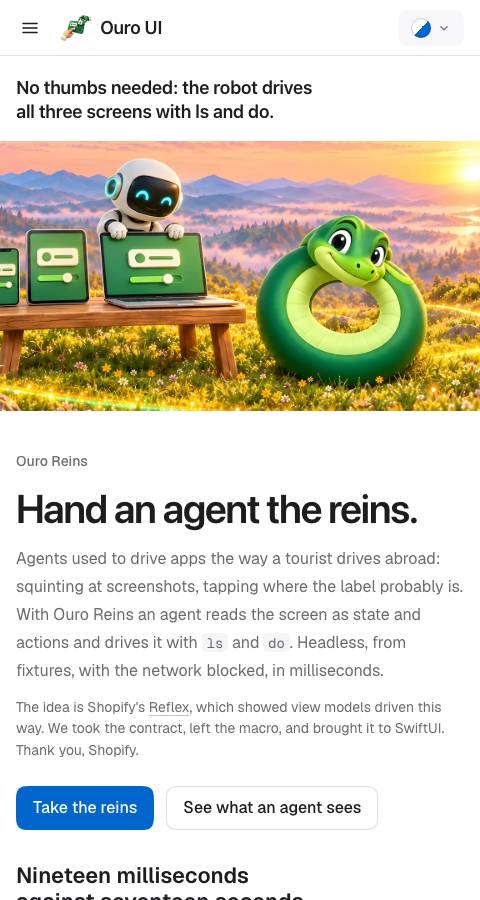 Ouro UI
No thumbs needed: the robot drives
all three screens with ls and do.
Ouro Reins
Hand an agent the reins.
Agents used to drive apps the way a tourist drives abroad:
squinting at screenshots, tapping where the label probably is.
With Ouro Reins an agent reads the screen as state and
actions and drives it with ls and do. Headless, from
fixtures, with the network blocked, in milliseconds.
The idea is Shopify's Reflex, which showed view models driven this
way. We took the contract, left the macro, and brought it to SwiftUI.
Thank you, Shopify.
Take the reins
See what an agent sees
Nineteen milliseconds
against seventeen seconds